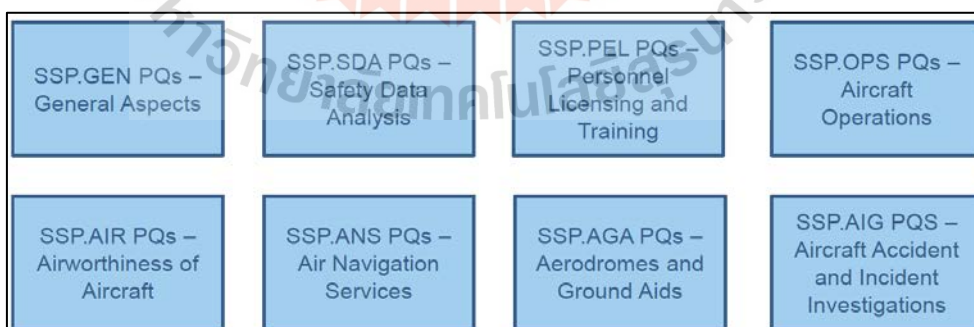 SSP.GEN PQs –
General Aspects
SSP.SDA PQs –
Safety Data
Analysis
SSP.PEL PQs –
Personnel
Licensing and
Training
SSP.OPS PQs –
Aircraft
Operations
SSP.AIR PQs –
Airworthiness of
Aircraft
SSP.ANS PQs –
Air Navigation
Services
SSP.AGA PQs –
Aerodromes and
Ground Aids
SSP.AIG PQS –
Aircraft Accident
and Incident
Investigations